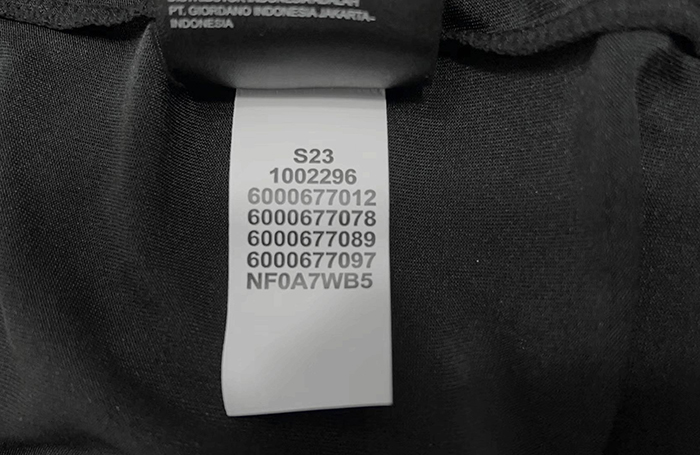 PT. GIORDANO INDONESIA JAKARTA-
INDONESIA
S23
1002296
6000677012
6000677078
6000677089
6000677097
NF0A7WB5